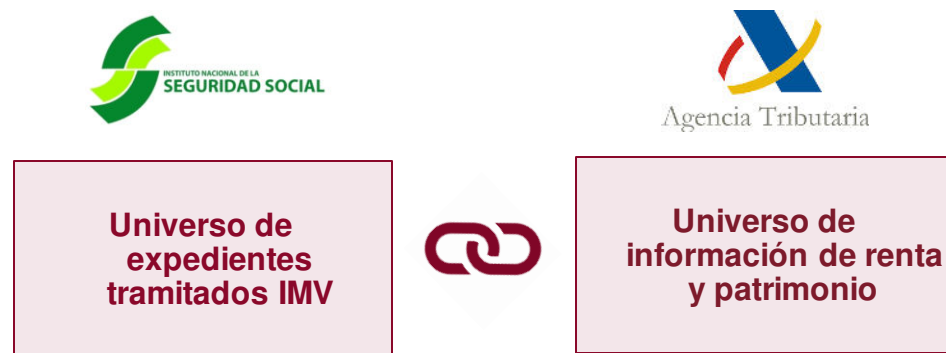 INSTITUTO NACIONAL DE LA
SEGURIDAD SOCIAL
Agencia Tributaria
Universo de
expedientes
tramitados IMV
Universo de
información de renta
y patrimonio